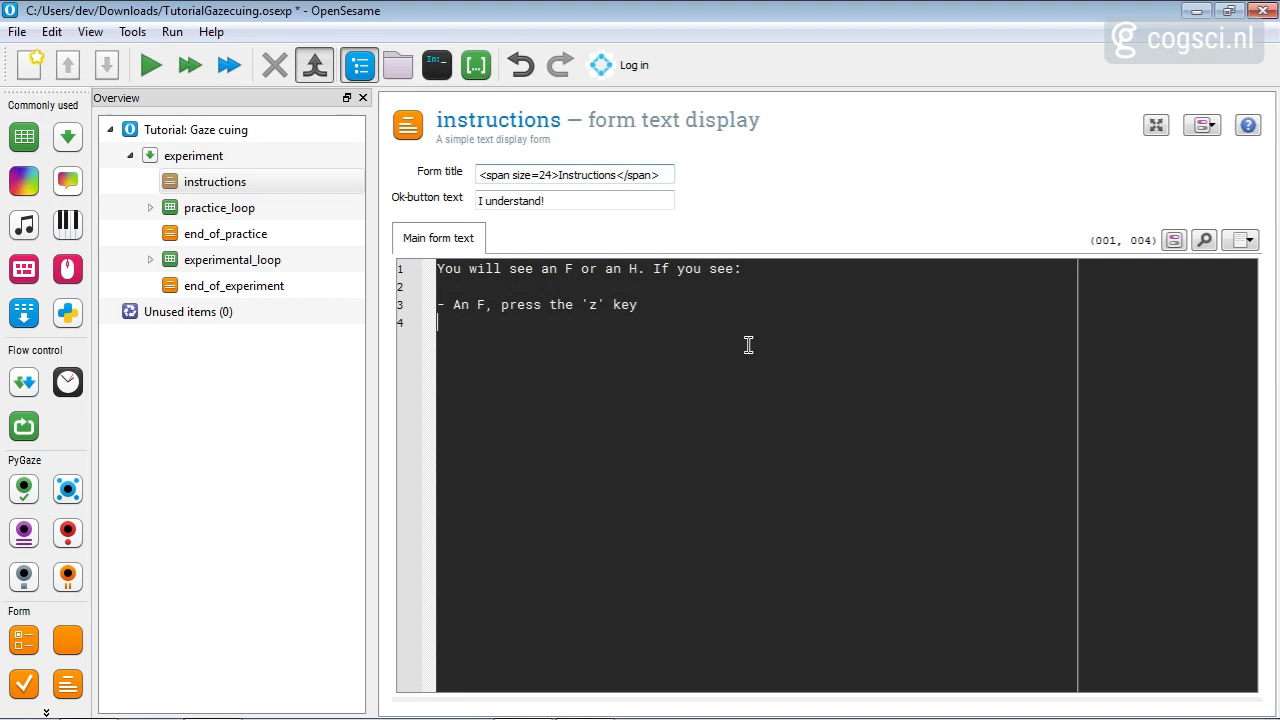 C:/Users/dev/Downloads/TutorialGazecuing.osexp * - OpenSesame
cogsci.nl
File Edit View Tools Run Help
In:_
[...]
Log in
Commonly used
Overview
Tutorial: Gaze cuing
experiment
instructions
practice_loop
end_of_practice
experimental_loop
end_of_experiment
Unused items (0)
Flow control
PyGaze
Form
instructions — form text display
A simple text display form
Form title
<span size=24>Instructions</span>
Ok-button text
I understand!
Main form text
(001, 004)
1 You will see an F or an H. If you see:
2
3 - An F, press the 'z' key
4